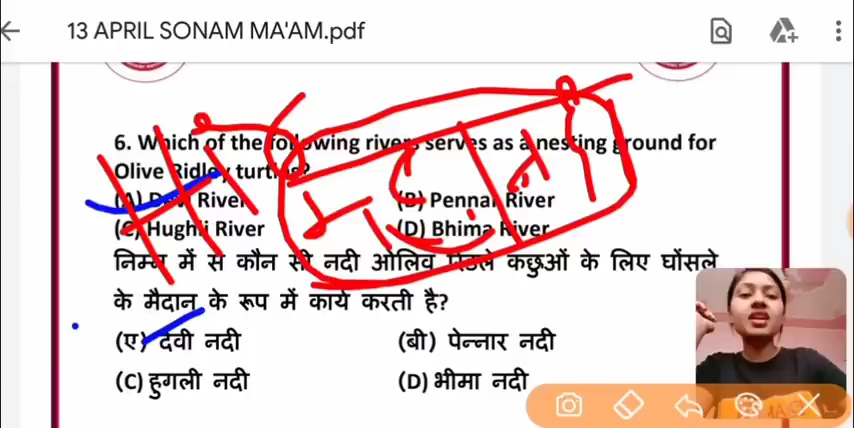 13 APRIL SONAM MA'AM.pdf
6. Which of the following rivers serves as a nesting ground for
Olive Ridley turtles?
(A) Devi River (B) Pennar River
(C) Hughli River (D) Bhima River
निम्न में से कौन सी नदी ओलिव रिडले कछुओं के लिए घोंसले
के मैदान के रूप में कार्य करती है?
(ए) देवी नदी (बी) पेन्नार नदी
(C) हुगली नदी (D) भीमा नदी